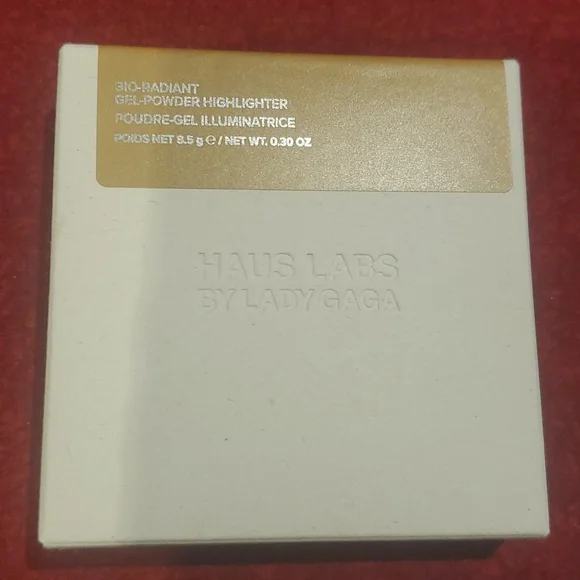 BIO-RADIANT
GEL-POWDER HIGHLIGHTER
POUDRE-GEL ILLUMINATRICE
POIDS NET 8.5 g ℮ / NET WT. 0.30 OZ
HAUS LABS
BY LADY GAGA